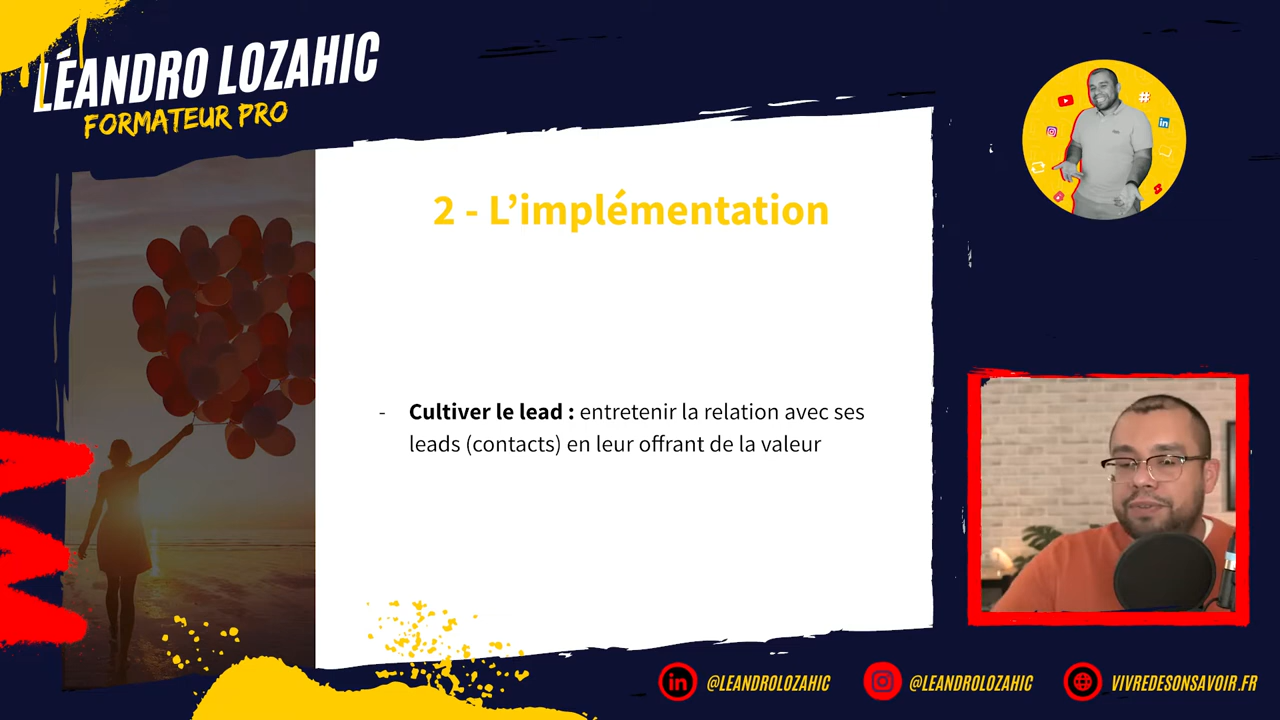 LÉANDRO LOZAHIC
FORMATEUR PRO
2 - L’implémentation
- Cultiver le lead : entretenir la relation avec ses
leads (contacts) en leur offrant de la valeur
@LEANDROLOZAHIC
@LEANDROLOZAHIC
VIVREDESONSAVOIR.FR